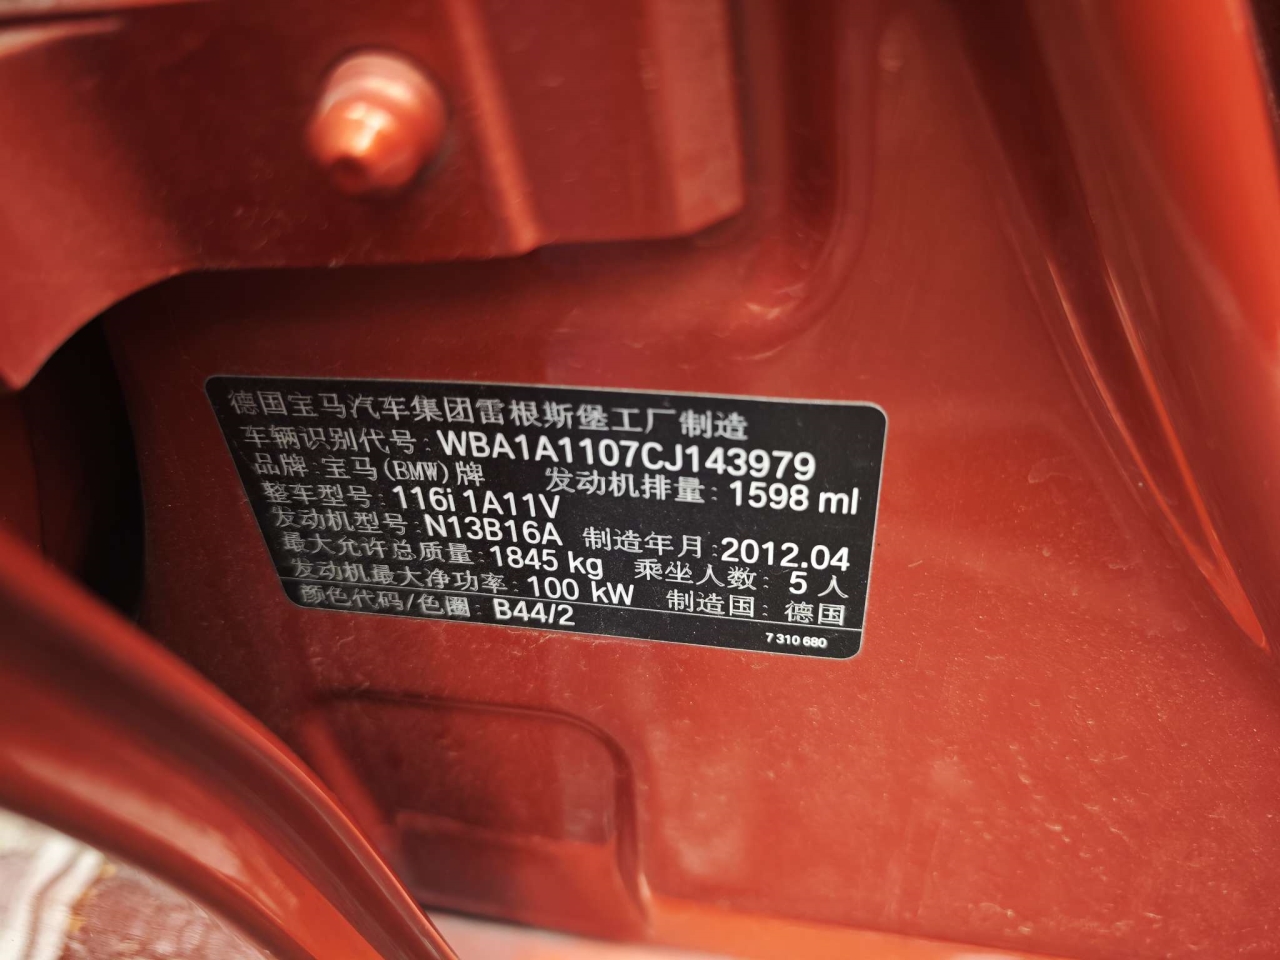 德国宝马汽车集团雷根斯堡工厂制造
车辆识别代号: WBA1A1107CJ143979
品牌: 宝马(BMW)牌 发动机排量: 1598 ml
整车型号: 116i 1A11V
发动机型号: N13B16A 制造年月:2012.04
最大允许总质量: 1845 kg 乘坐人数: 5 人
发动机最大净功率: 100 kW 制造国: 德国
颜色代码/色圈: B44/2
7 310 680